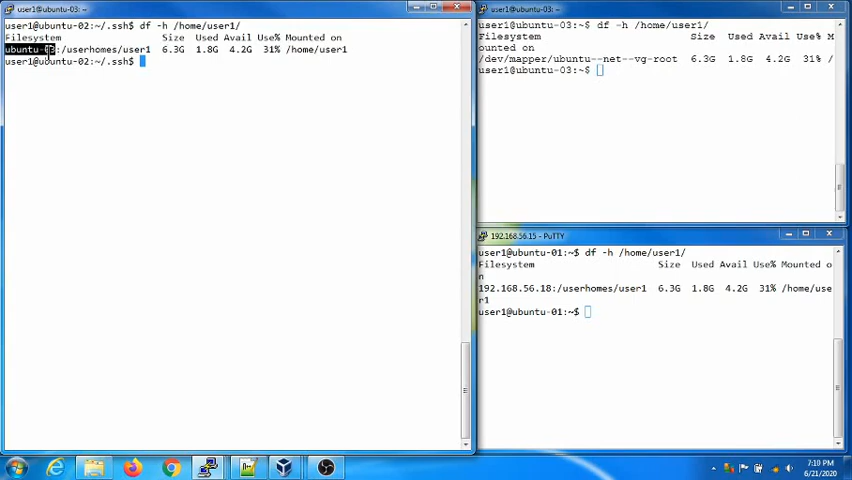 user1@ubuntu-03: ~
user1@ubuntu-02:~/.ssh$ df -h /home/user1/
Filesystem Size Used Avail Use% Mounted on
ubuntu-03:/userhomes/user1 6.3G 1.8G 4.2G 31% /home/user1
user1@ubuntu-02:~/.ssh$
user1@ubuntu-03: ~
user1@ubuntu-03:~$ df -h /home/user1/
Filesystem Size Used Avail Use% M
ounted on
/dev/mapper/ubuntu--net--vg-root 6.3G 1.8G 4.2G 31% /
user1@ubuntu-03:~$
192.168.56.15 - PuTTY
user1@ubuntu-01:~$ df -h /home/user1/
Filesystem Size Used Avail Use% Mounted o
n
192.168.56.18:/userhomes/user1 6.3G 1.8G 4.2G 31% /home/use
r1
user1@ubuntu-01:~$
7:10 PM
6/21/2020